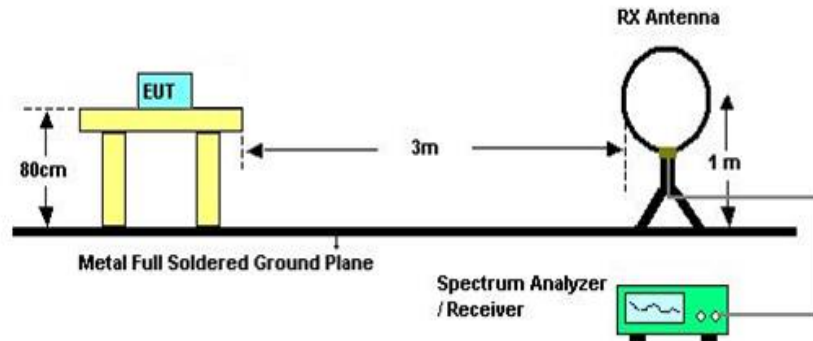 RX Antenna
EUT
3m
80cm
1 m
Metal Full Soldered Ground Plane
Spectrum Analyzer
/ Receiver